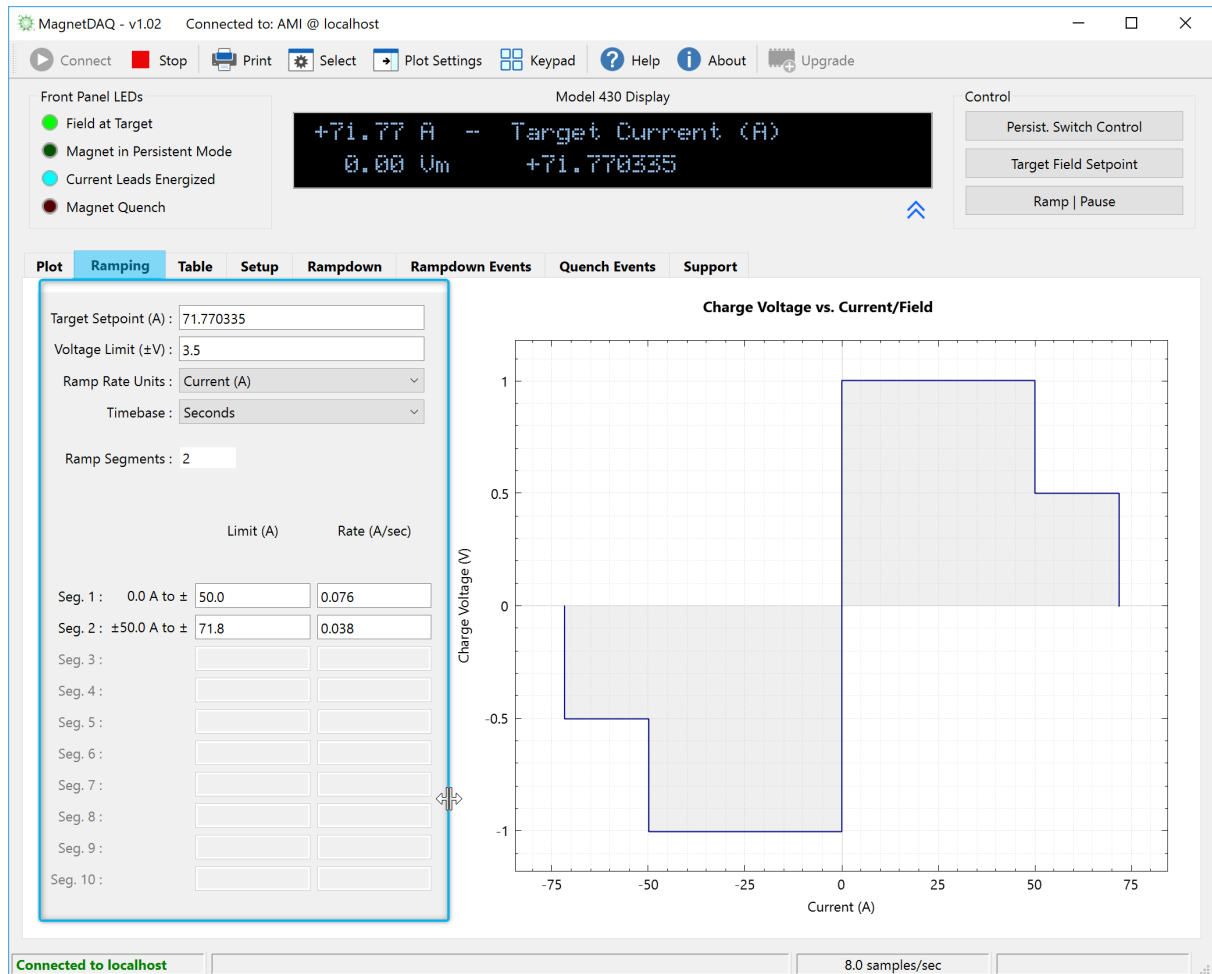 MagnetDAQ - v1.02 Connected to: AMI @ localhost
Connect Stop Print Select Plot Settings Keypad Help About Upgrade
Front Panel LEDs
Field at Target
Magnet in Persistent Mode
Current Leads Energized
Magnet Quench
Model 430 Display
+71.77 A – Target Current (A)
0.00 Vm +71.770335
Control
Persist. Switch Control
Target Field Setpoint
Ramp | Pause
Plot Ramping Table Setup Rampdown Rampdown Events Quench Events Support
Target Setpoint (A) : 71.770335
Voltage Limit (±V) : 3.5
Ramp Rate Units : Current (A)
Timebase : Seconds
Ramp Segments : 2
Limit (A) Rate (A/sec)
Seg. 1 : 0.0 A to ± 50.0 0.076
Seg. 2 : ±50.0 A to ± 71.8 0.038
Seg. 3 :
Seg. 4 :
Seg. 5 :
Seg. 6 :
Seg. 7 :
Seg. 8 :
Seg. 9 :
Seg. 10 :
Charge Voltage vs. Current/Field
Charge Voltage (V)
1
0.5
0
-0.5
-1
-75 -50 -25 0 25 50 75
Current (A)
Connected to localhost 8.0 samples/sec